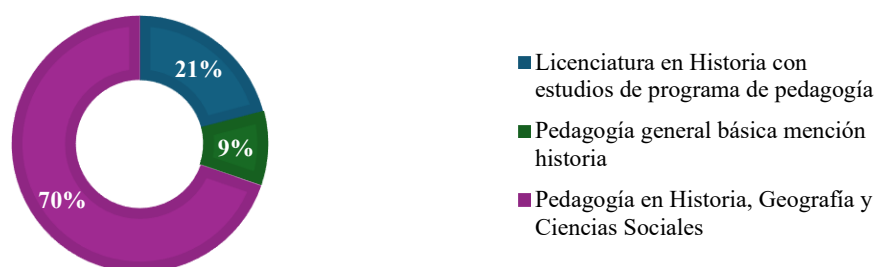 21%
9%
70%
Licenciatura en Historia con
estudios de programa de pedagogía
Pedagogía general básica mención
historia
Pedagogía en Historia, Geografía y
Ciencias Sociales